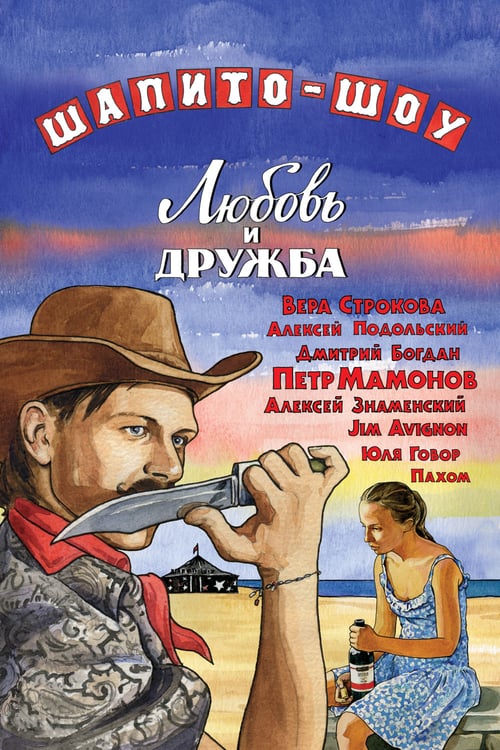 ШАПИТО-ШОУ
Любовь
и
ДРУЖБА
ВЕРА СТРОКОВА
АЛЕКСЕЙ ПОДОЛЬСКИЙ
ДМИТРИЙ БОГДАН
ПЕТР МАМОНОВ
АЛЕКСЕЙ ЗНАМЕНСКИЙ
JIM AVIGNON
ЮЛЯ ГОВОР
ПАХОМ